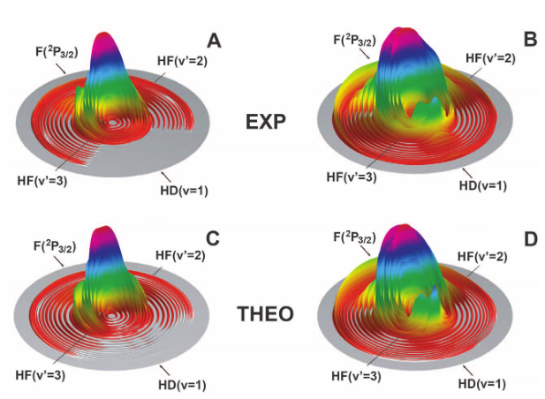 A
F(²P₃/₂)
HF(v'=2)
HF(v'=3)
HD(v=1)
EXP
B
F(²P₃/₂)
HF(v'=2)
HF(v'=3)
HD(v=1)
C
F(²P₃/₂)
HF(v'=2)
HF(v'=3)
HD(v=1)
THEO
D
F(²P₃/₂)
HF(v'=2)
HF(v'=3)
HD(v=1)